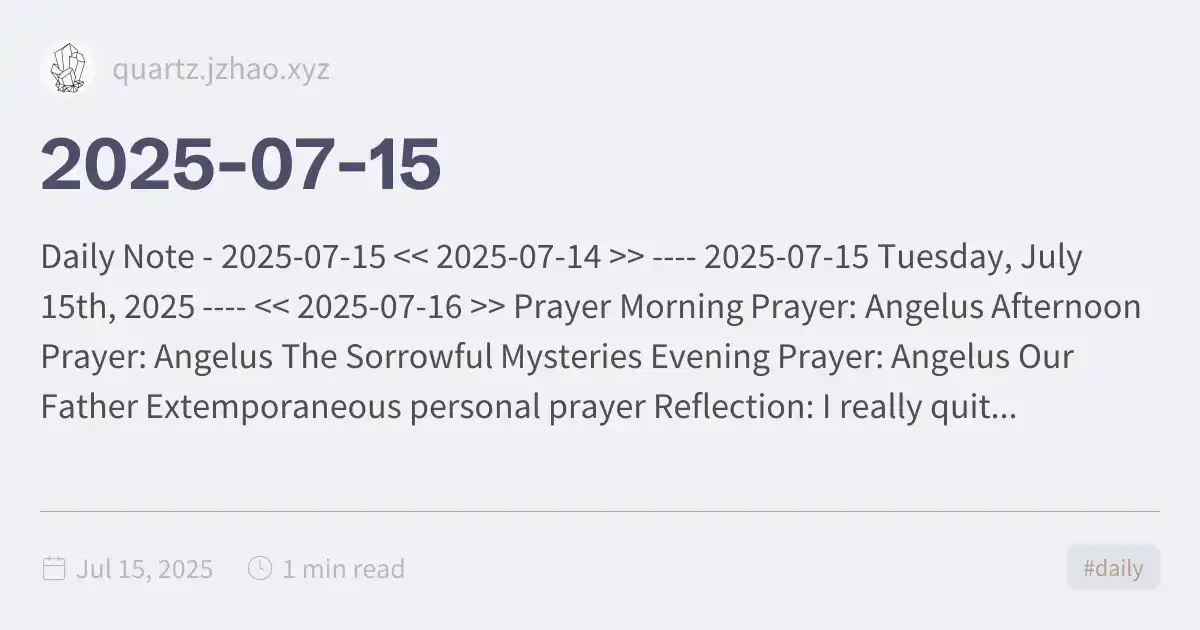 quartz.jzhao.xyz
2025-07-15
Daily Note - 2025-07-15 << 2025-07-14 >> ---- 2025-07-15 Tuesday, July
15th, 2025 ---- << 2025-07-16 >> Prayer Morning Prayer: Angelus Afternoon
Prayer: Angelus The Sorrowful Mysteries Evening Prayer: Angelus Our
Father Extemporaneous personal prayer Reflection: I really quit...
Jul 15, 2025 1 min read #daily